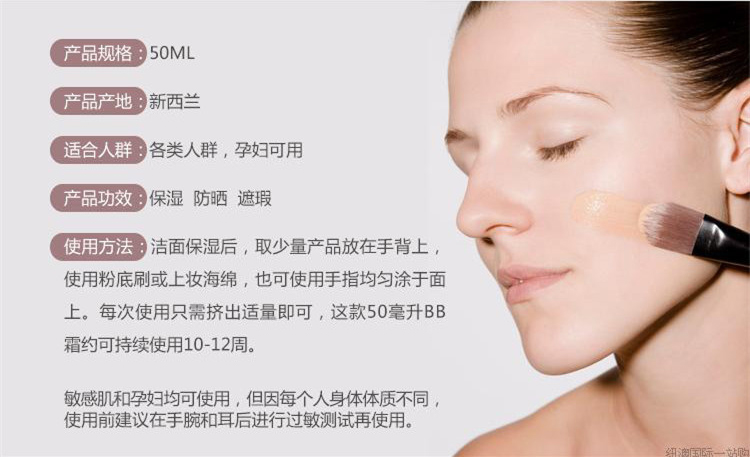 产品规格：50ML
产品产地：新西兰
适合人群：各类人群，孕妇可用
产品功效：保湿 防晒 遮瑕
使用方法：洁面保湿后，取少量产品放在手背上，
使用粉底刷或上妆海绵，也可使用手指均匀涂于面
上。每次使用只需挤出适量即可，这款50毫升BB
霜约可持续使用10-12周。
敏感肌和孕妇均可使用，但因每个人身体体质不同，
使用前建议在手腕和耳后进行过敏测试再使用。
纽澳国际一站购